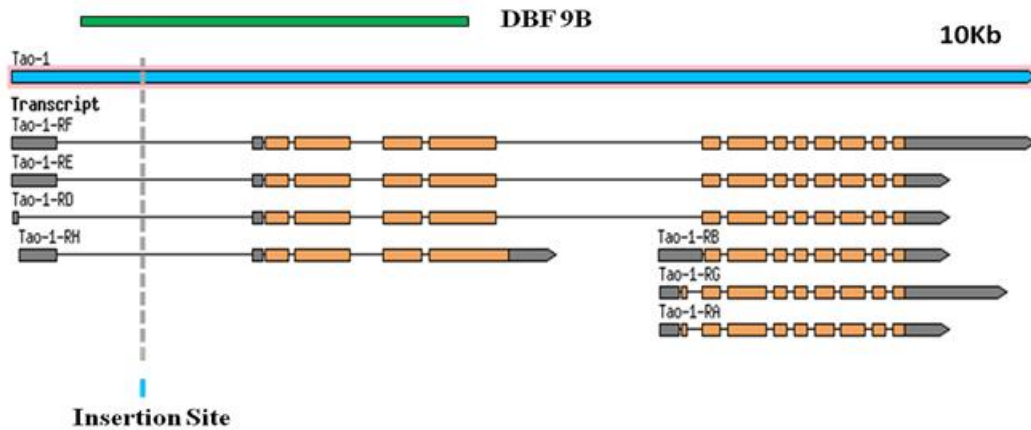 DBF 9B
10Kb
Tao-1
Transcript
Tao-1-RF
Tao-1-RE
Tao-1-RD
Tao-1-RH
Tao-1-RB
Tao-1-RG
Tao-1-RA
Insertion Site